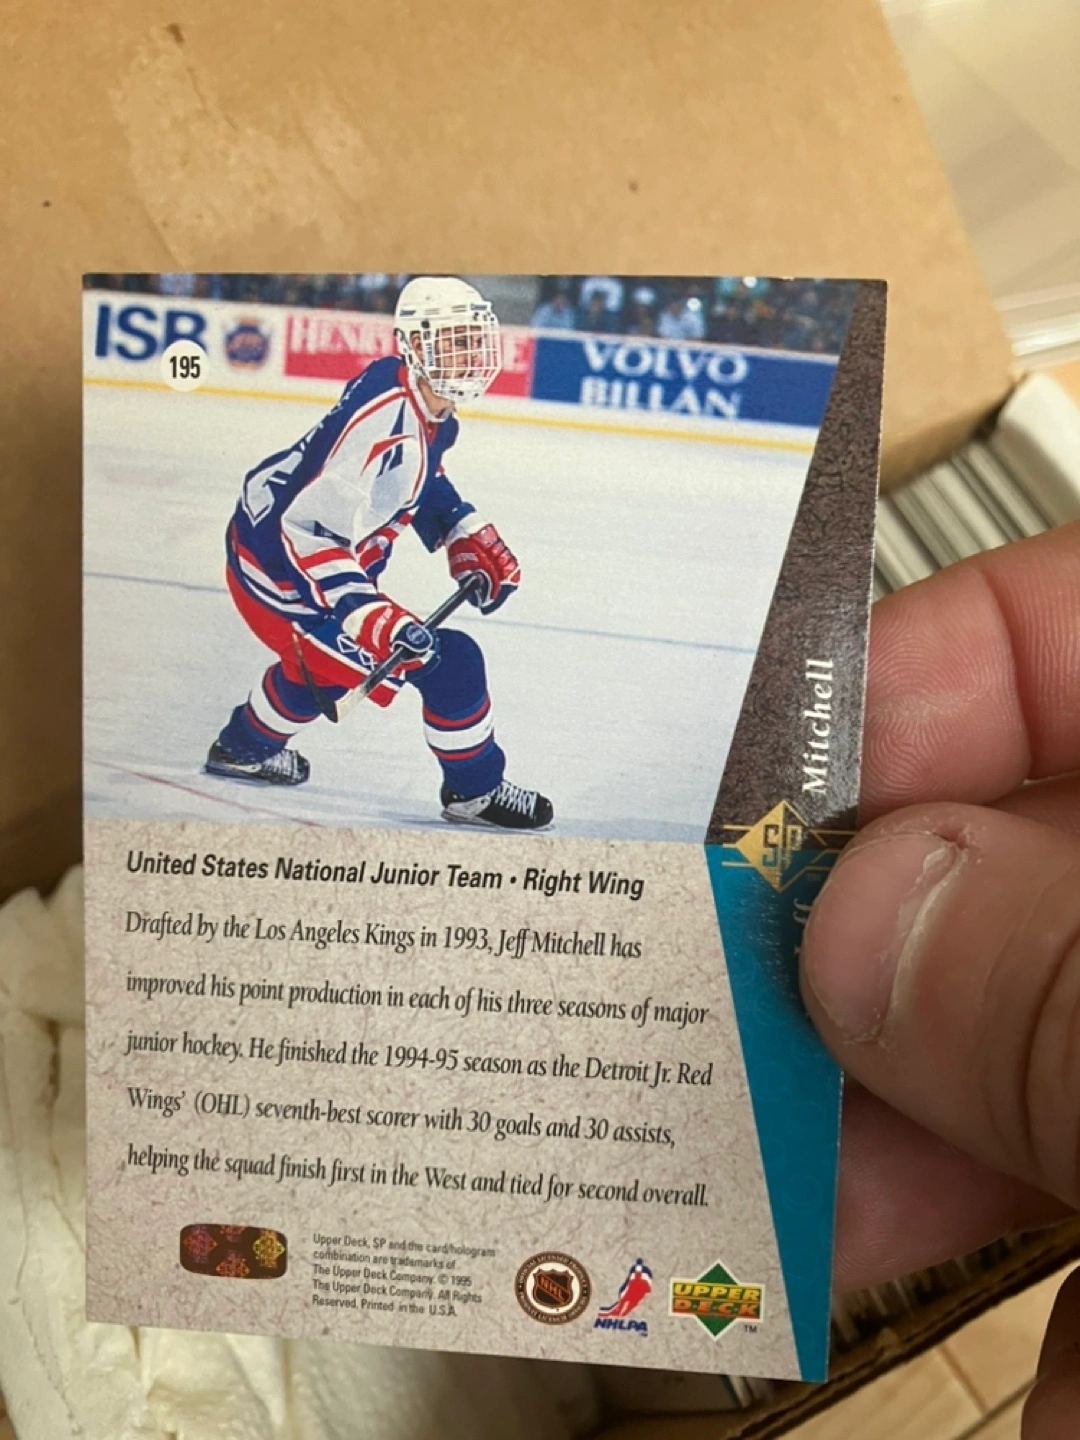 ISB
195
VOLVO
BILLAN
Mitchell
SP
United States National Junior Team • Right Wing
Drafted by the Los Angeles Kings in 1993, Jeff Mitchell has
improved his point production in each of his three seasons of major
junior hockey. He finished the 1994-95 season as the Detroit Jr. Red
Wings' (OHL) seventh-best scorer with 30 goals and 30 assists,
helping the squad finish first in the West and tied for second overall.
Upper Deck, SP and the card/hologram
combination are trademarks of
The Upper Deck Company. © 1995
The Upper Deck Company. All Rights
Reserved. Printed in the U.S.A.
NHL
NHLPA
UPPER
DECK
TM